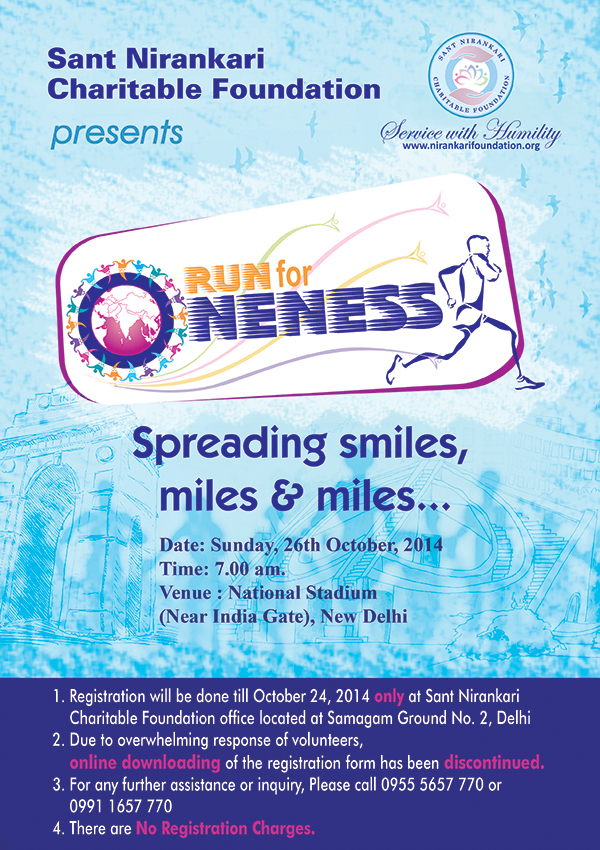 Sant Nirankari
Charitable Foundation
presents
SANT NIRANKARI
CHARITABLE FOUNDATION
Service with Humility
www.nirankarifoundation.org
RUN for
NENESS
Spreading smiles,
miles & miles...
Date: Sunday, 26th October, 2014
Time: 7.00 am.
Venue : National Stadium
(Near India Gate), New Delhi
1. Registration will be done till October 24, 2014 only at Sant Nirankari
Charitable Foundation office located at Samagam Ground No. 2, Delhi
2. Due to overwhelming response of volunteers,
online downloading of the registration form has been discontinued.
3. For any further assistance or inquiry, Please call 0955 5657 770 or
0991 1657 770
4. There are No Registration Charges.